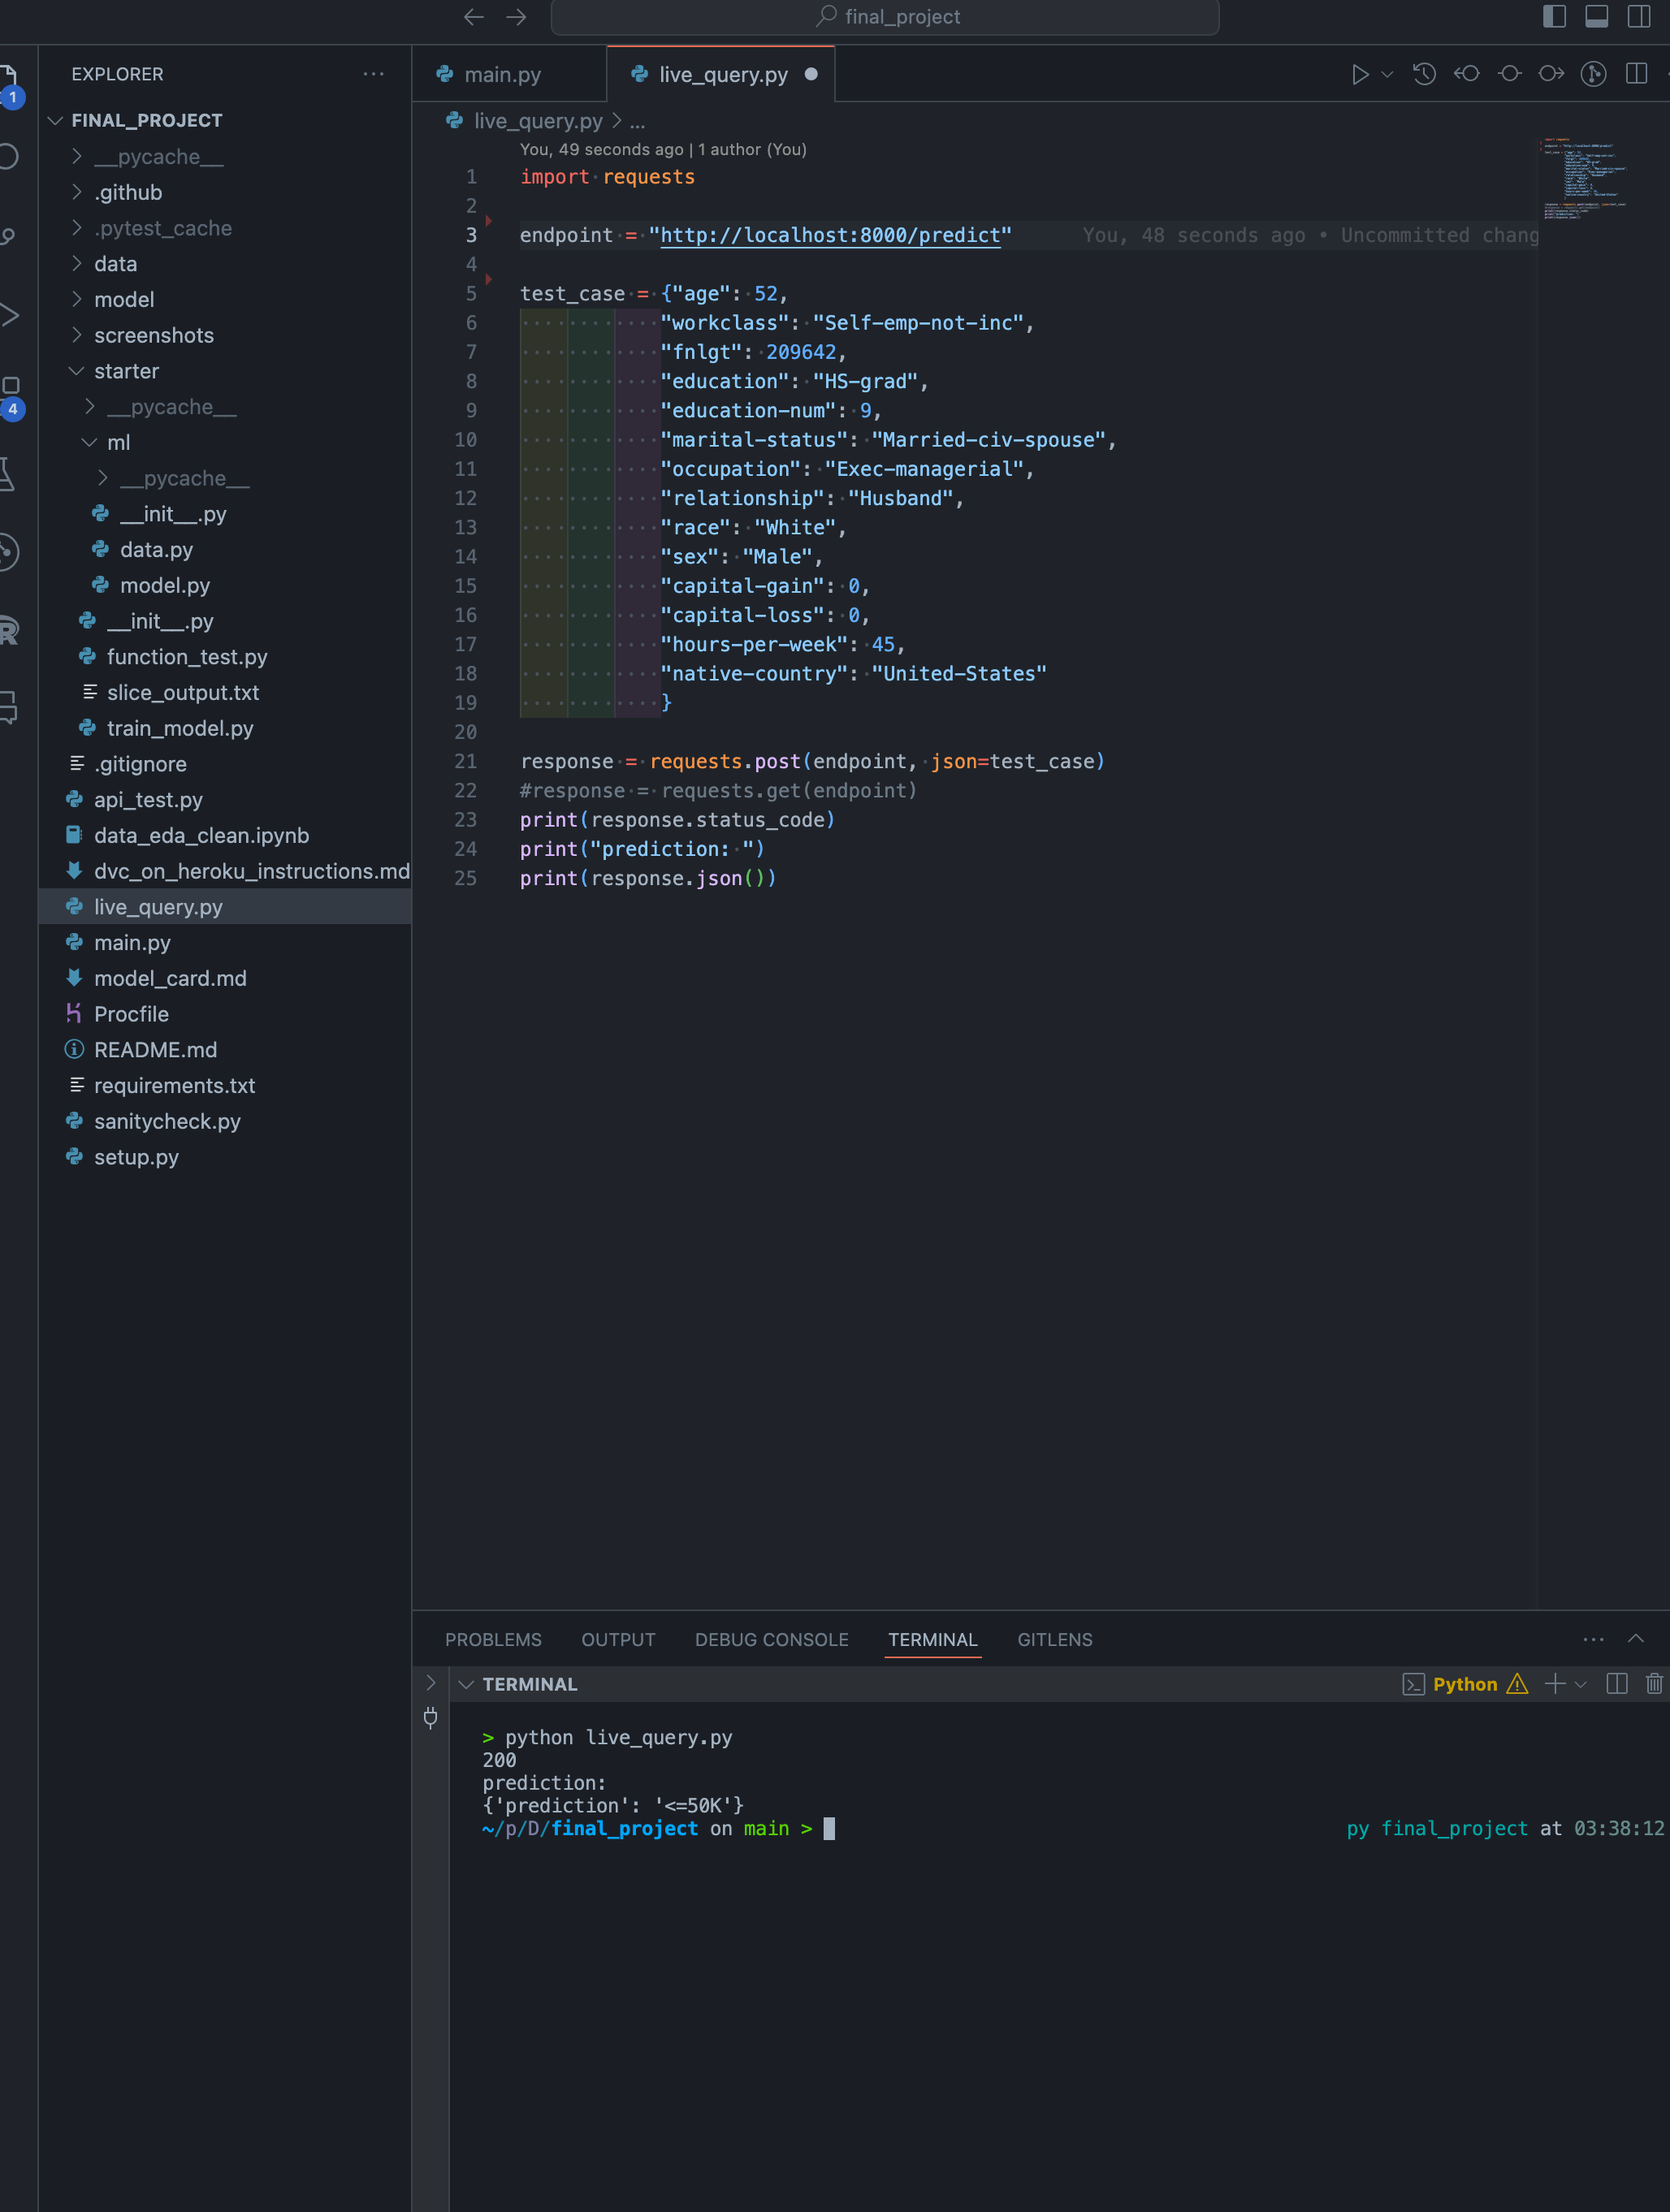 final_project
EXPLORER
FINAL_PROJECT
__pycache__
.github
.pytest_cache
data
model
screenshots
starter
__pycache__
ml
__pycache__
__init__.py
data.py
model.py
__init__.py
function_test.py
slice_output.txt
train_model.py
.gitignore
api_test.py
data_eda_clean.ipynb
dvc_on_heroku_instructions.md
live_query.py
main.py
model_card.md
Procfile
README.md
requirements.txt
sanitycheck.py
setup.py
1
4
main.py
live_query.py
live_query.py > ...
You, 49 seconds ago | 1 author (You)
1 import requests
2
3 endpoint = "http://localhost:8000/predict" You, 48 seconds ago • Uncommitted chang
4
5 test_case = {"age": 52,
6 "workclass": "Self-emp-not-inc",
7 "fnlgt": 209642,
8 "education": "HS-grad",
9 "education-num": 9,
10 "marital-status": "Married-civ-spouse",
11 "occupation": "Exec-managerial",
12 "relationship": "Husband",
13 "race": "White",
14 "sex": "Male",
15 "capital-gain": 0,
16 "capital-loss": 0,
17 "hours-per-week": 45,
18 "native-country": "United-States"
19 }
20
21 response = requests.post(endpoint, json=test_case)
22 #response = requests.get(endpoint)
23 print(response.status_code)
24 print("prediction: ")
25 print(response.json())
PROBLEMS OUTPUT DEBUG CONSOLE TERMINAL GITLENS
TERMINAL Python
> python live_query.py
200
prediction:
{'prediction': '<=50K'}
~/p/D/final_project on main > py final_project at 03:38:12